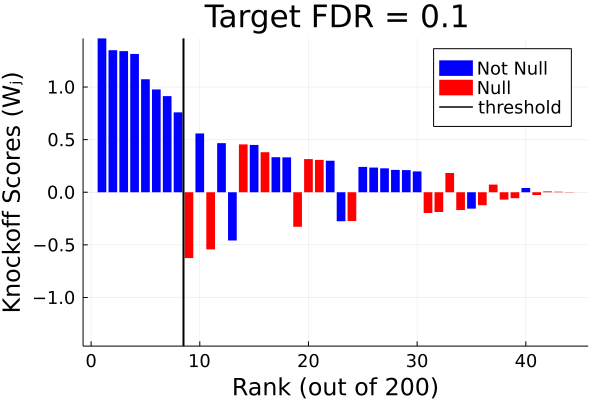 Target FDR = 0.1
Knockoff Scores (Wⱼ)
1.0
0.5
0.0
−0.5
−1.0
Not Null
Null
threshold
0
10
20
30
40
Rank (out of 200)